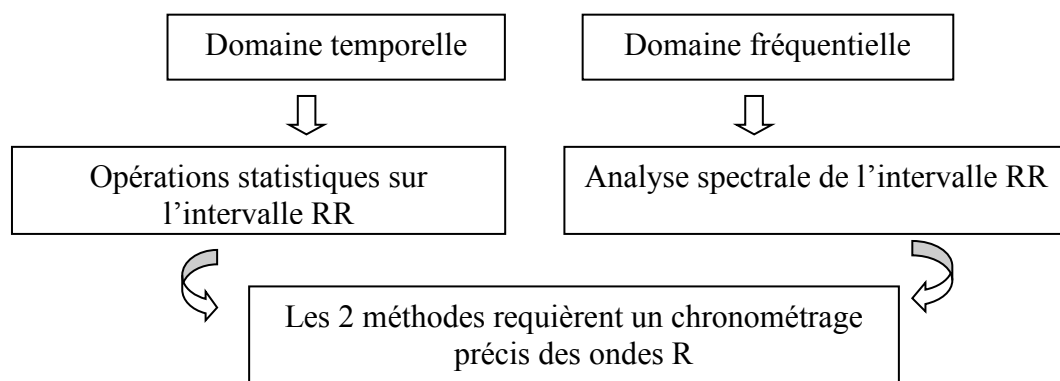 Domaine temporelle
Domaine fréquentielle
Opérations statistiques sur
l’intervalle RR
Analyse spectrale de l’intervalle RR
Les 2 méthodes requièrent un chronométrage
précis des ondes R